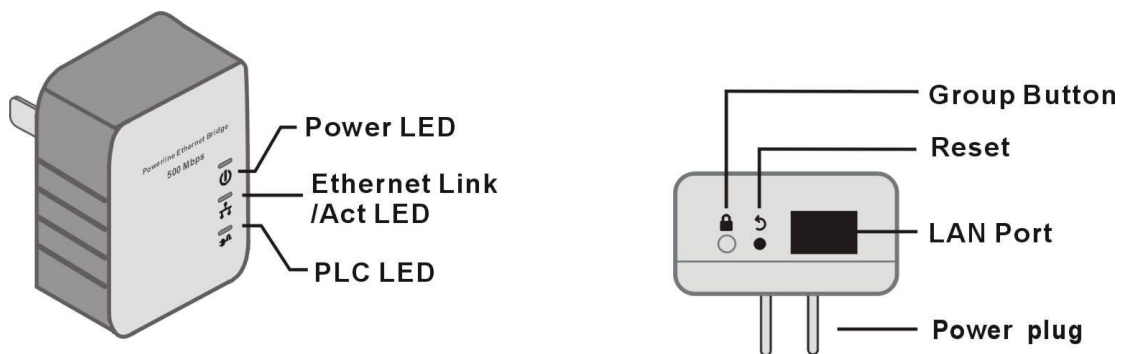 Powerline Ethernet Bridge
500 Mbps
Power LED
Ethernet Link
/Act LED
PLC LED
Group Button
Reset
LAN Port
Power plug